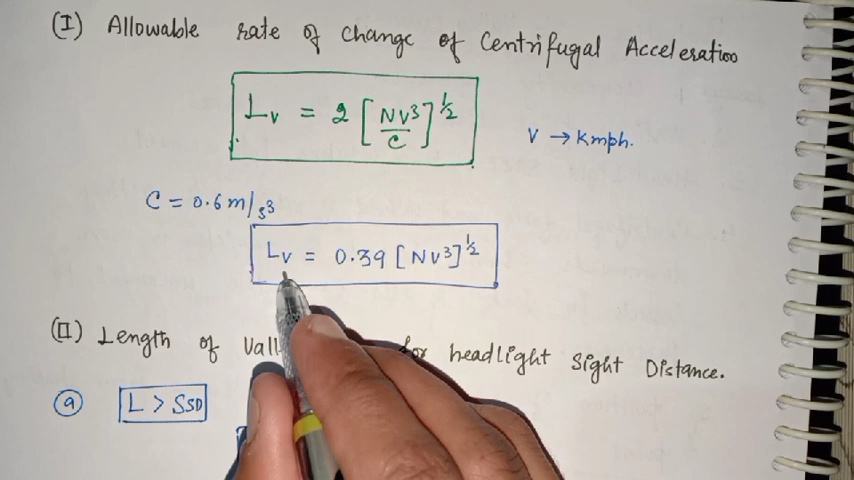 (I) Allowable rate of change of Centrifugal Acceleration
Lv = 2 [NV³/C]^½
V → Kmph.
C = 0.6 m/s³
Lv = 0.39 [NV³]^½
(II) Length of Vall for headlight Sight Distance.
(a) L > SSD